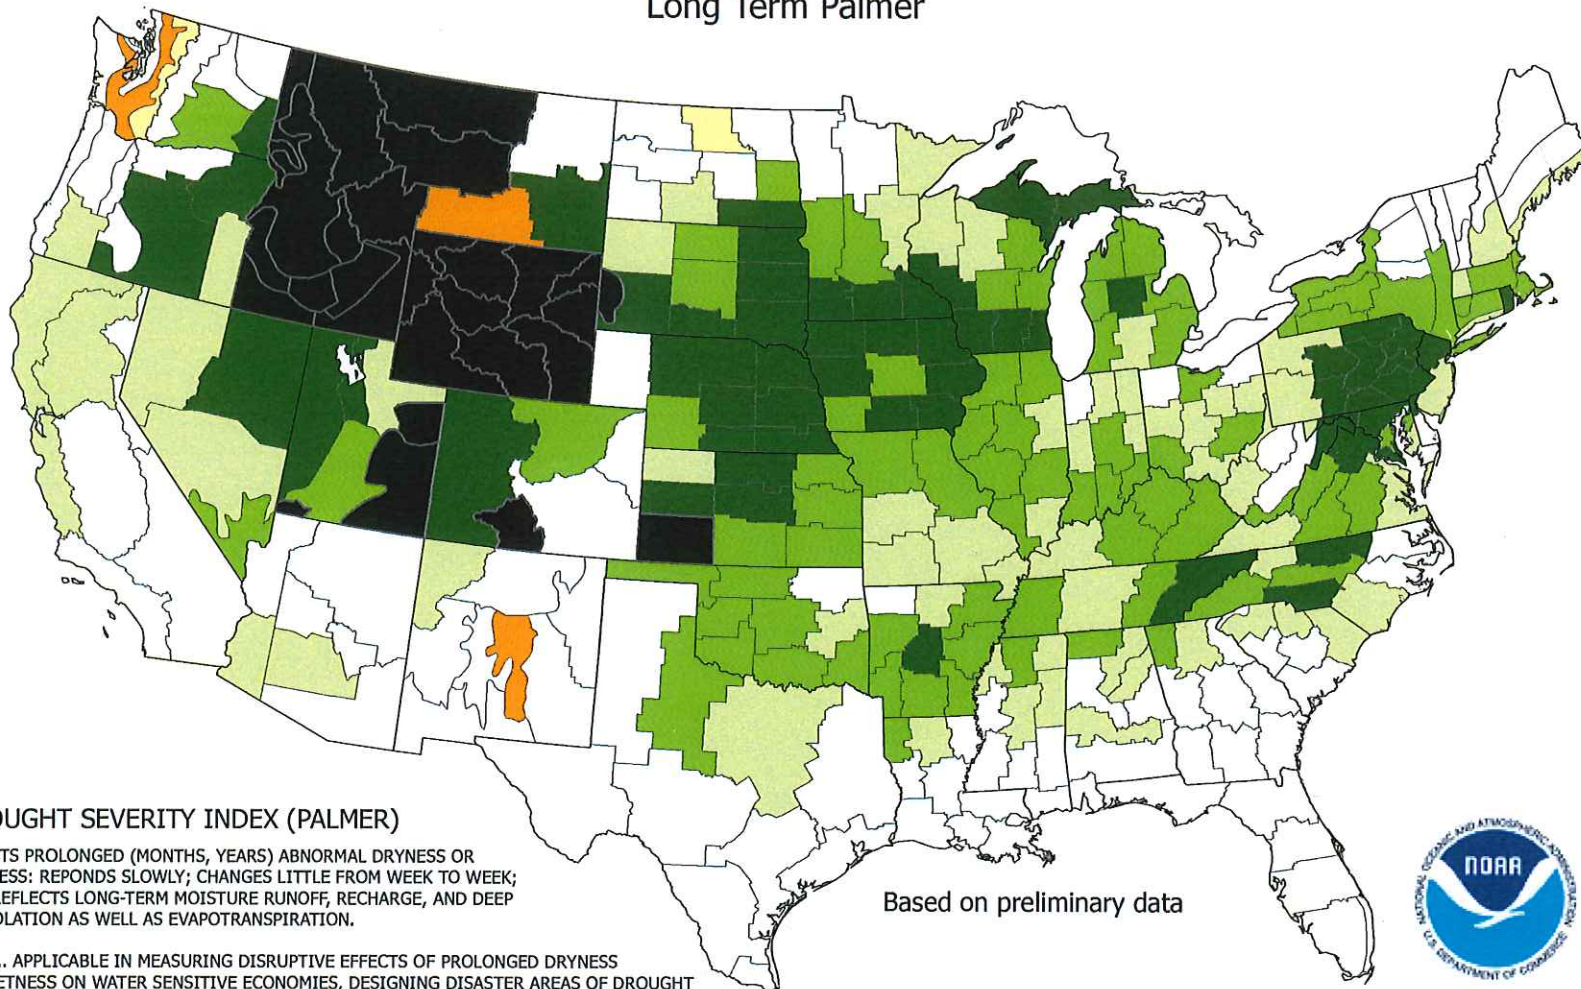 Long Term Palmer
OUGHT SEVERITY INDEX (PALMER)
TS PROLONGED (MONTHS, YEARS) ABNORMAL DRYNESS OR
ESS: REPONDS SLOWLY; CHANGES LITTLE FROM WEEK TO WEEK;
EFLECTS LONG-TERM MOISTURE RUNOFF, RECHARGE, AND DEEP
OLATION AS WELL AS EVAPOTRANSPIRATION.
.. APPLICABLE IN MEASURING DISRUPTIVE EFFECTS OF PROLONGED DRYNESS
ETNESS ON WATER SENSITIVE ECONOMIES, DESIGNING DISASTER AREAS OF DROUGHT
Based on preliminary data
NATIONAL OCEANIC AND ATMOSPHERIC ADMINISTRATION
NOAA
U.S. DEPARTMENT OF COMMERCE